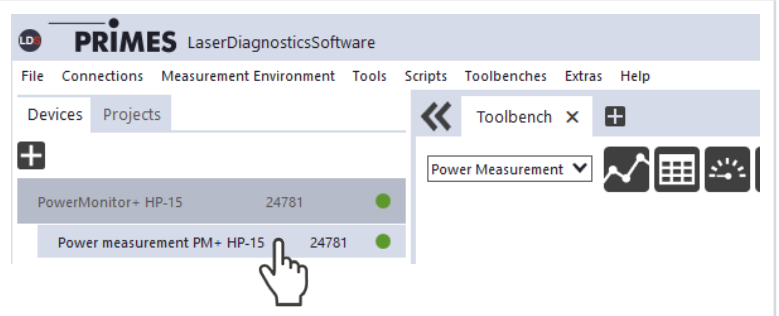 LDS PRIMES LaserDiagnosticsSoftware
File Connections Measurement Environment Tools Scripts Toolbenches Extras Help
Devices Projects
Toolbench
Power Measurement
PowerMonitor+ HP-15 24781
Power measurement PM+ HP-15 24781